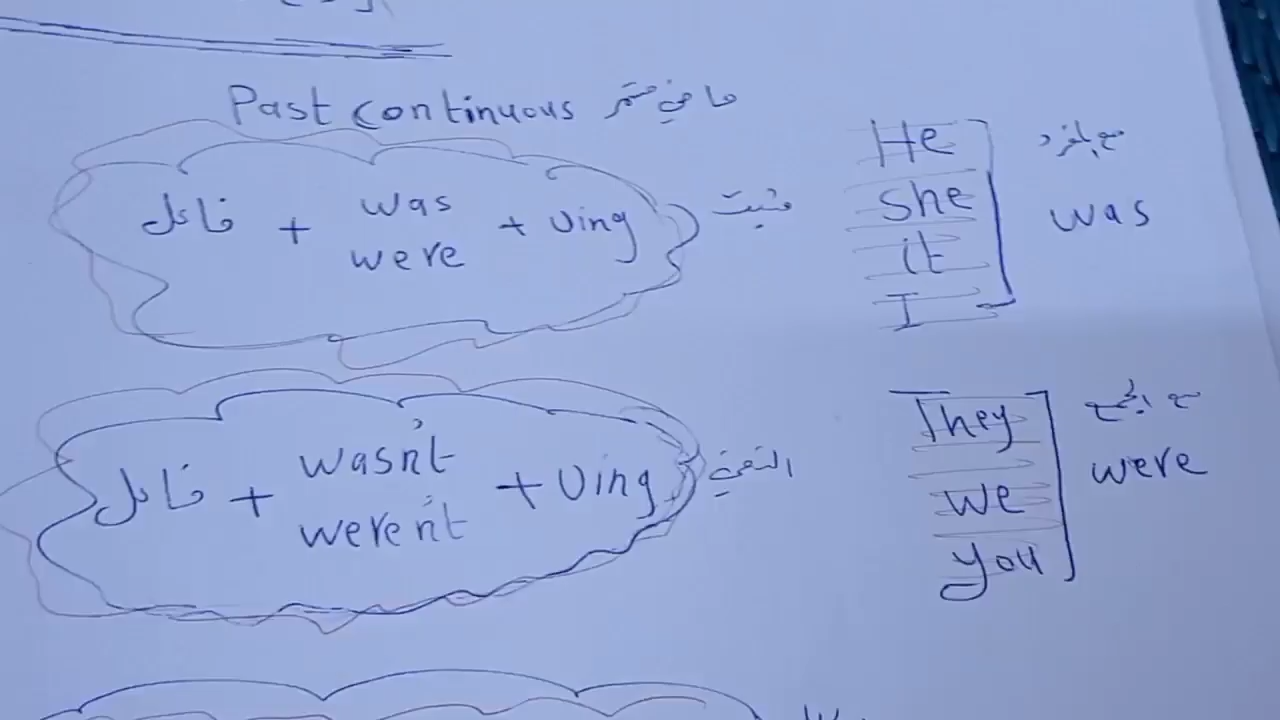 Past continuous ماضي مستمر
فاعل + was were + Ving مثبت
He
she
it
I
مع المفرد
was
فاعل + wasn't weren't + Ving النفي
They
we
you
مع الجمع
were